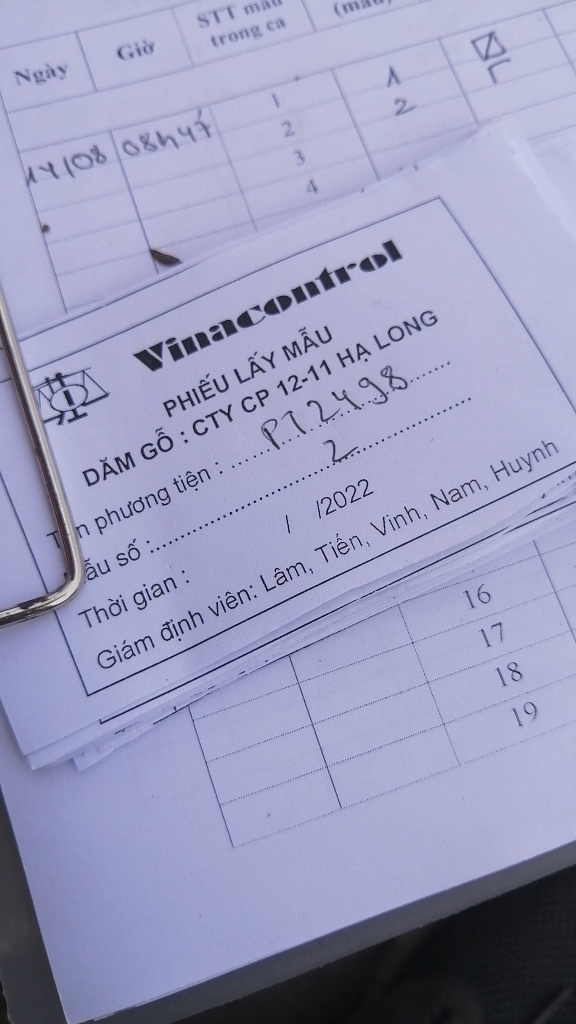 Ngày Giờ STT mẫu trong ca (mẫu)
14/08 08h47 1 1
2 2
3
4
Vinacontrol
PHIẾU LẤY MẪU
DĂM GỖ : CTY CP 12-11 HẠ LONG
phương tiện : PT2498
số : 2
Thời gian : / /2022
Giám định viên: Lâm, Tiến, Vinh, Nam, Huynh
16
17
18
19